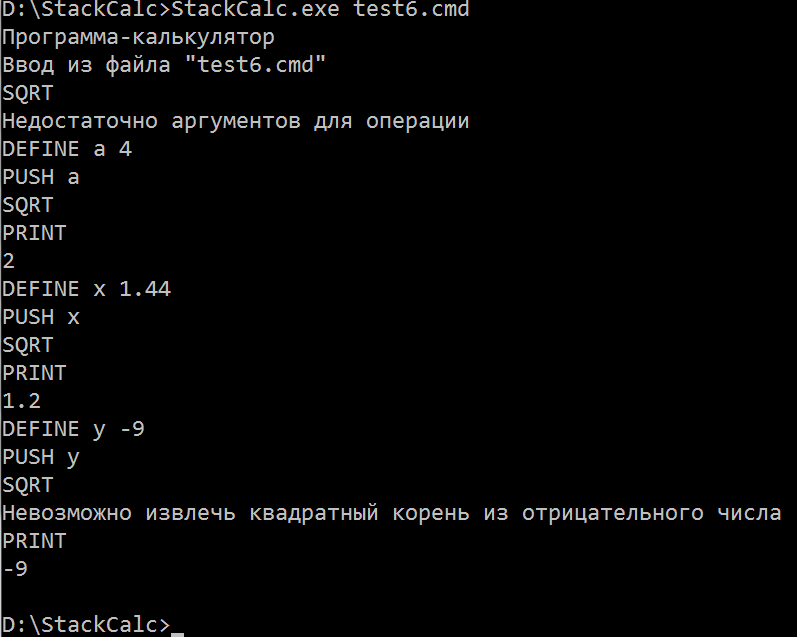 D:\StackCalc>StackCalc.exe test6.cmd
Программа-калькулятор
Ввод из файла "test6.cmd"
SQRT
Недостаточно аргументов для операции
DEFINE a 4
PUSH a
SQRT
PRINT
2
DEFINE x 1.44
PUSH x
SQRT
PRINT
1.2
DEFINE y -9
PUSH y
SQRT
Невозможно извлечь квадратный корень из отрицательного числа
PRINT
-9
D:\StackCalc>